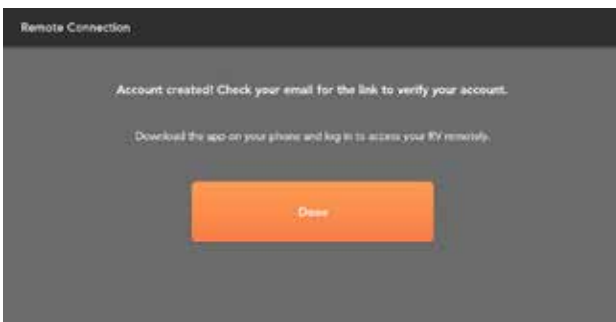 Remote Connection
Account created! Check your email for the link to verify your account.
Download the app on your phone and log in to access your RV remotely.
Done